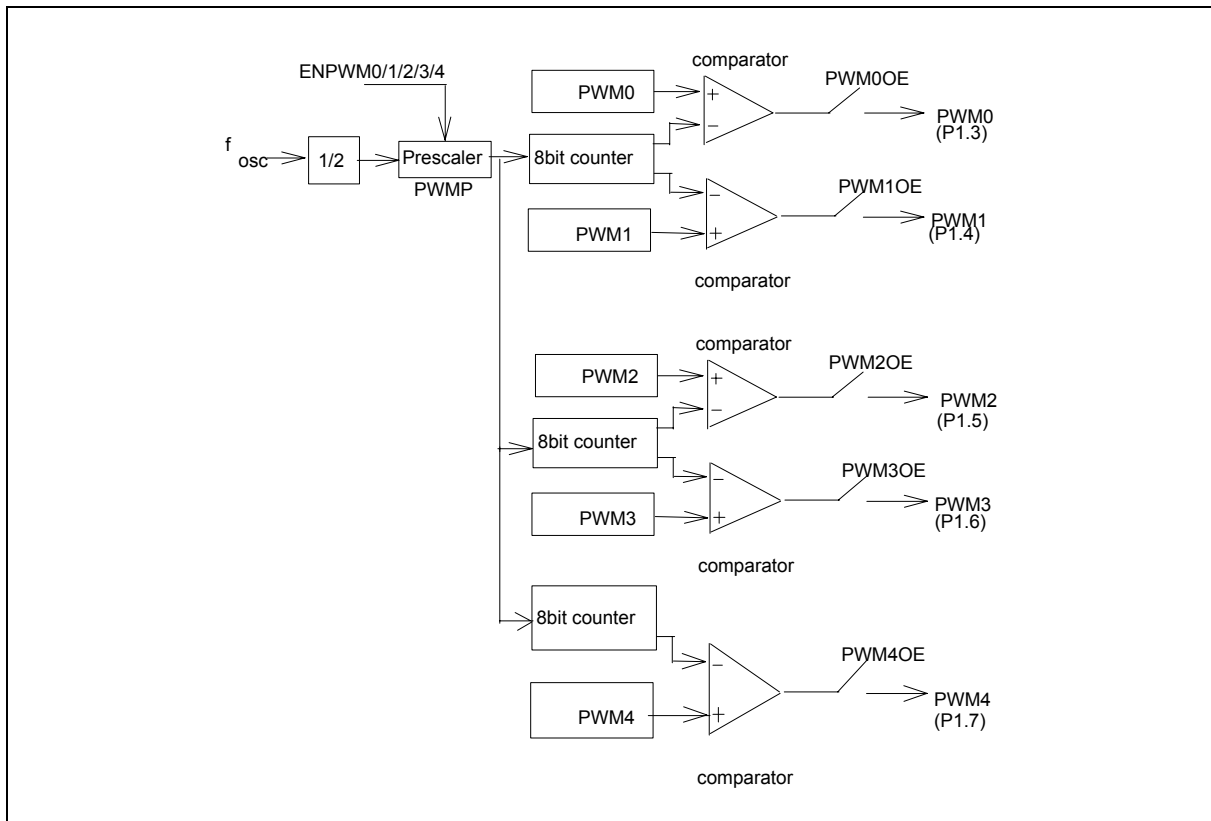 comparator
ENPWM0/1/2/3/4
PWM0OE
PWM0
+
PWM0
(P1.3)
−
f
osc
1/2
Prescaler
8bit counter
PWMP
PWM1OE
−
PWM1
(P1.4)
PWM1
+
comparator
comparator
PWM2OE
PWM2
+
PWM2
(P1.5)
−
8bit counter
PWM3OE
−
PWM3
(P1.6)
PWM3
+
comparator
8bit counter
PWM4OE
−
PWM4
(P1.7)
PWM4
+
comparator